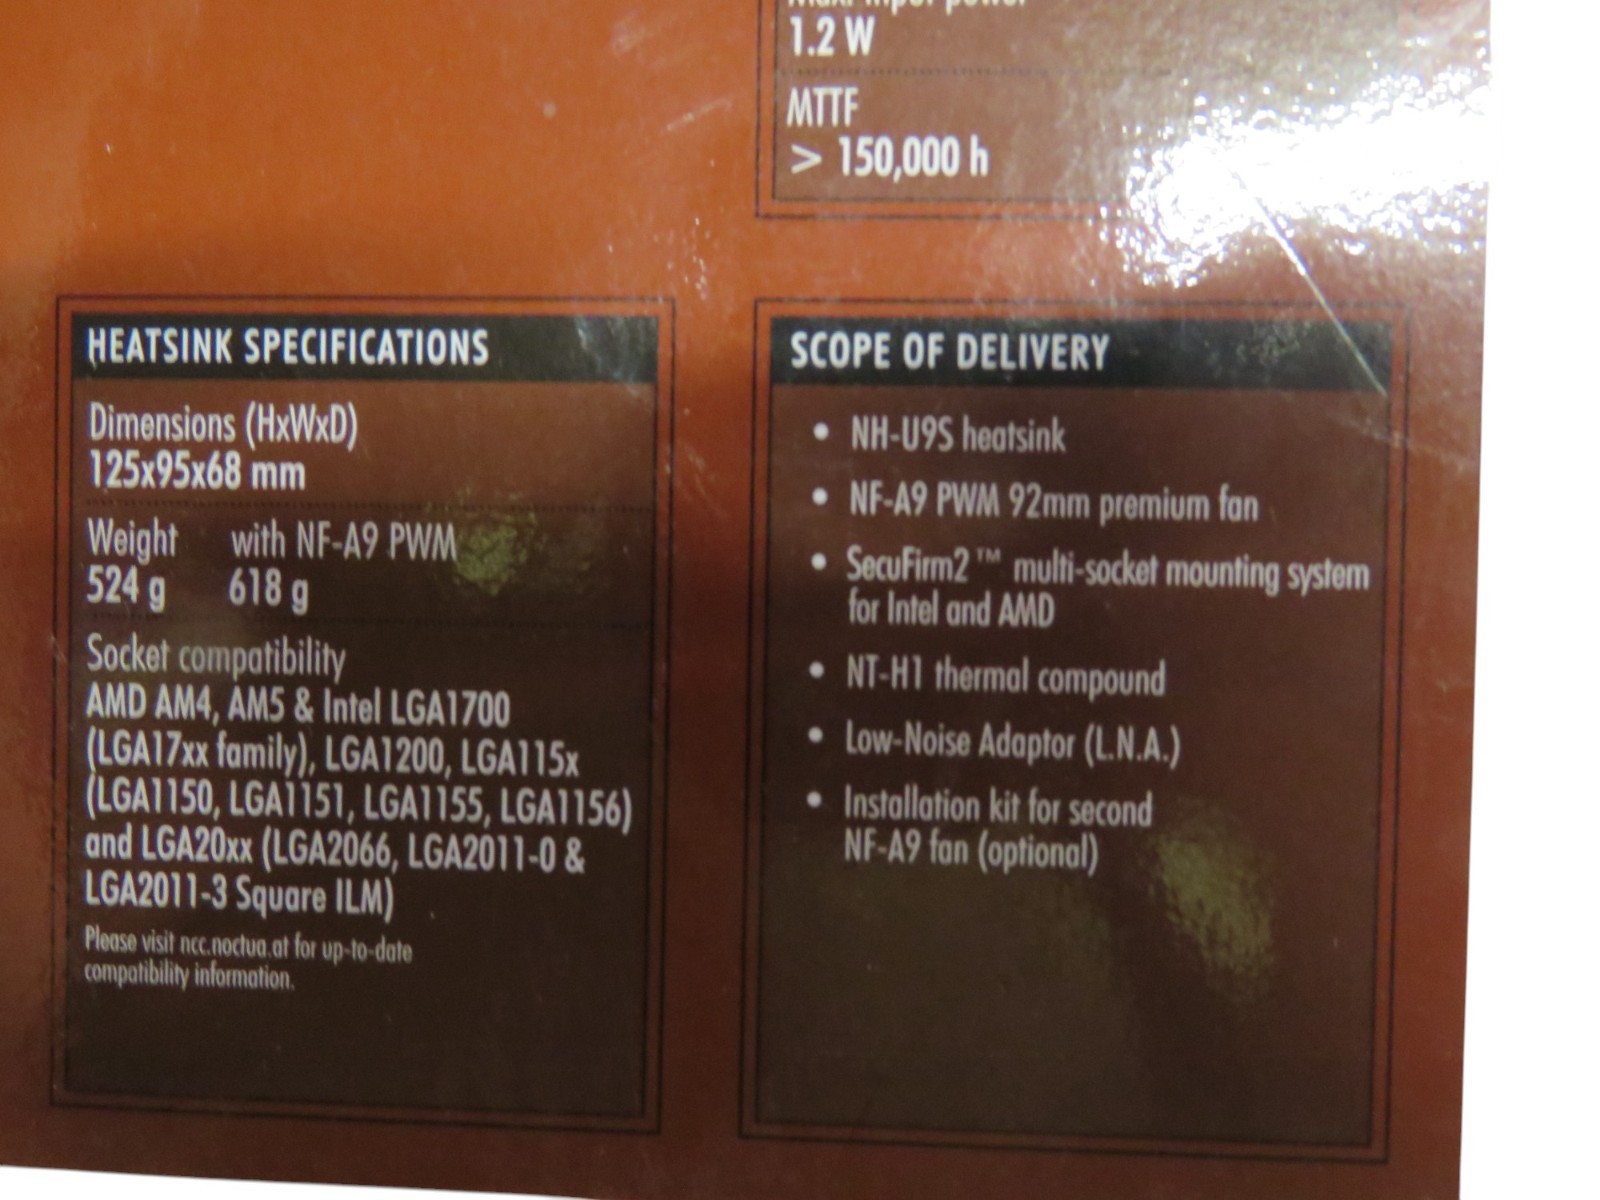 Max. input power
1.2 W
MTTF
> 150,000 h
HEATSINK SPECIFICATIONS
Dimensions (HxWxD)
125x95x68 mm
Weight with NF-A9 PWM
524 g 618 g
Socket compatibility
AMD AM4, AM5 & Intel LGA1700
(LGA17xx family), LGA1200, LGA115x
(LGA1150, LGA1151, LGA1155, LGA1156)
and LGA20xx (LGA2066, LGA2011-0 &
LGA2011-3 Square ILM)
Please visit ncc.noctua.at for up-to-date
compatibility information.
SCOPE OF DELIVERY
• NH-U9S heatsink
• NF-A9 PWM 92mm premium fan
• SecuFirm2™ multi-socket mounting system
for Intel and AMD
• NT-H1 thermal compound
• Low-Noise Adaptor (L.N.A.)
• Installation kit for second
NF-A9 fan (optional)